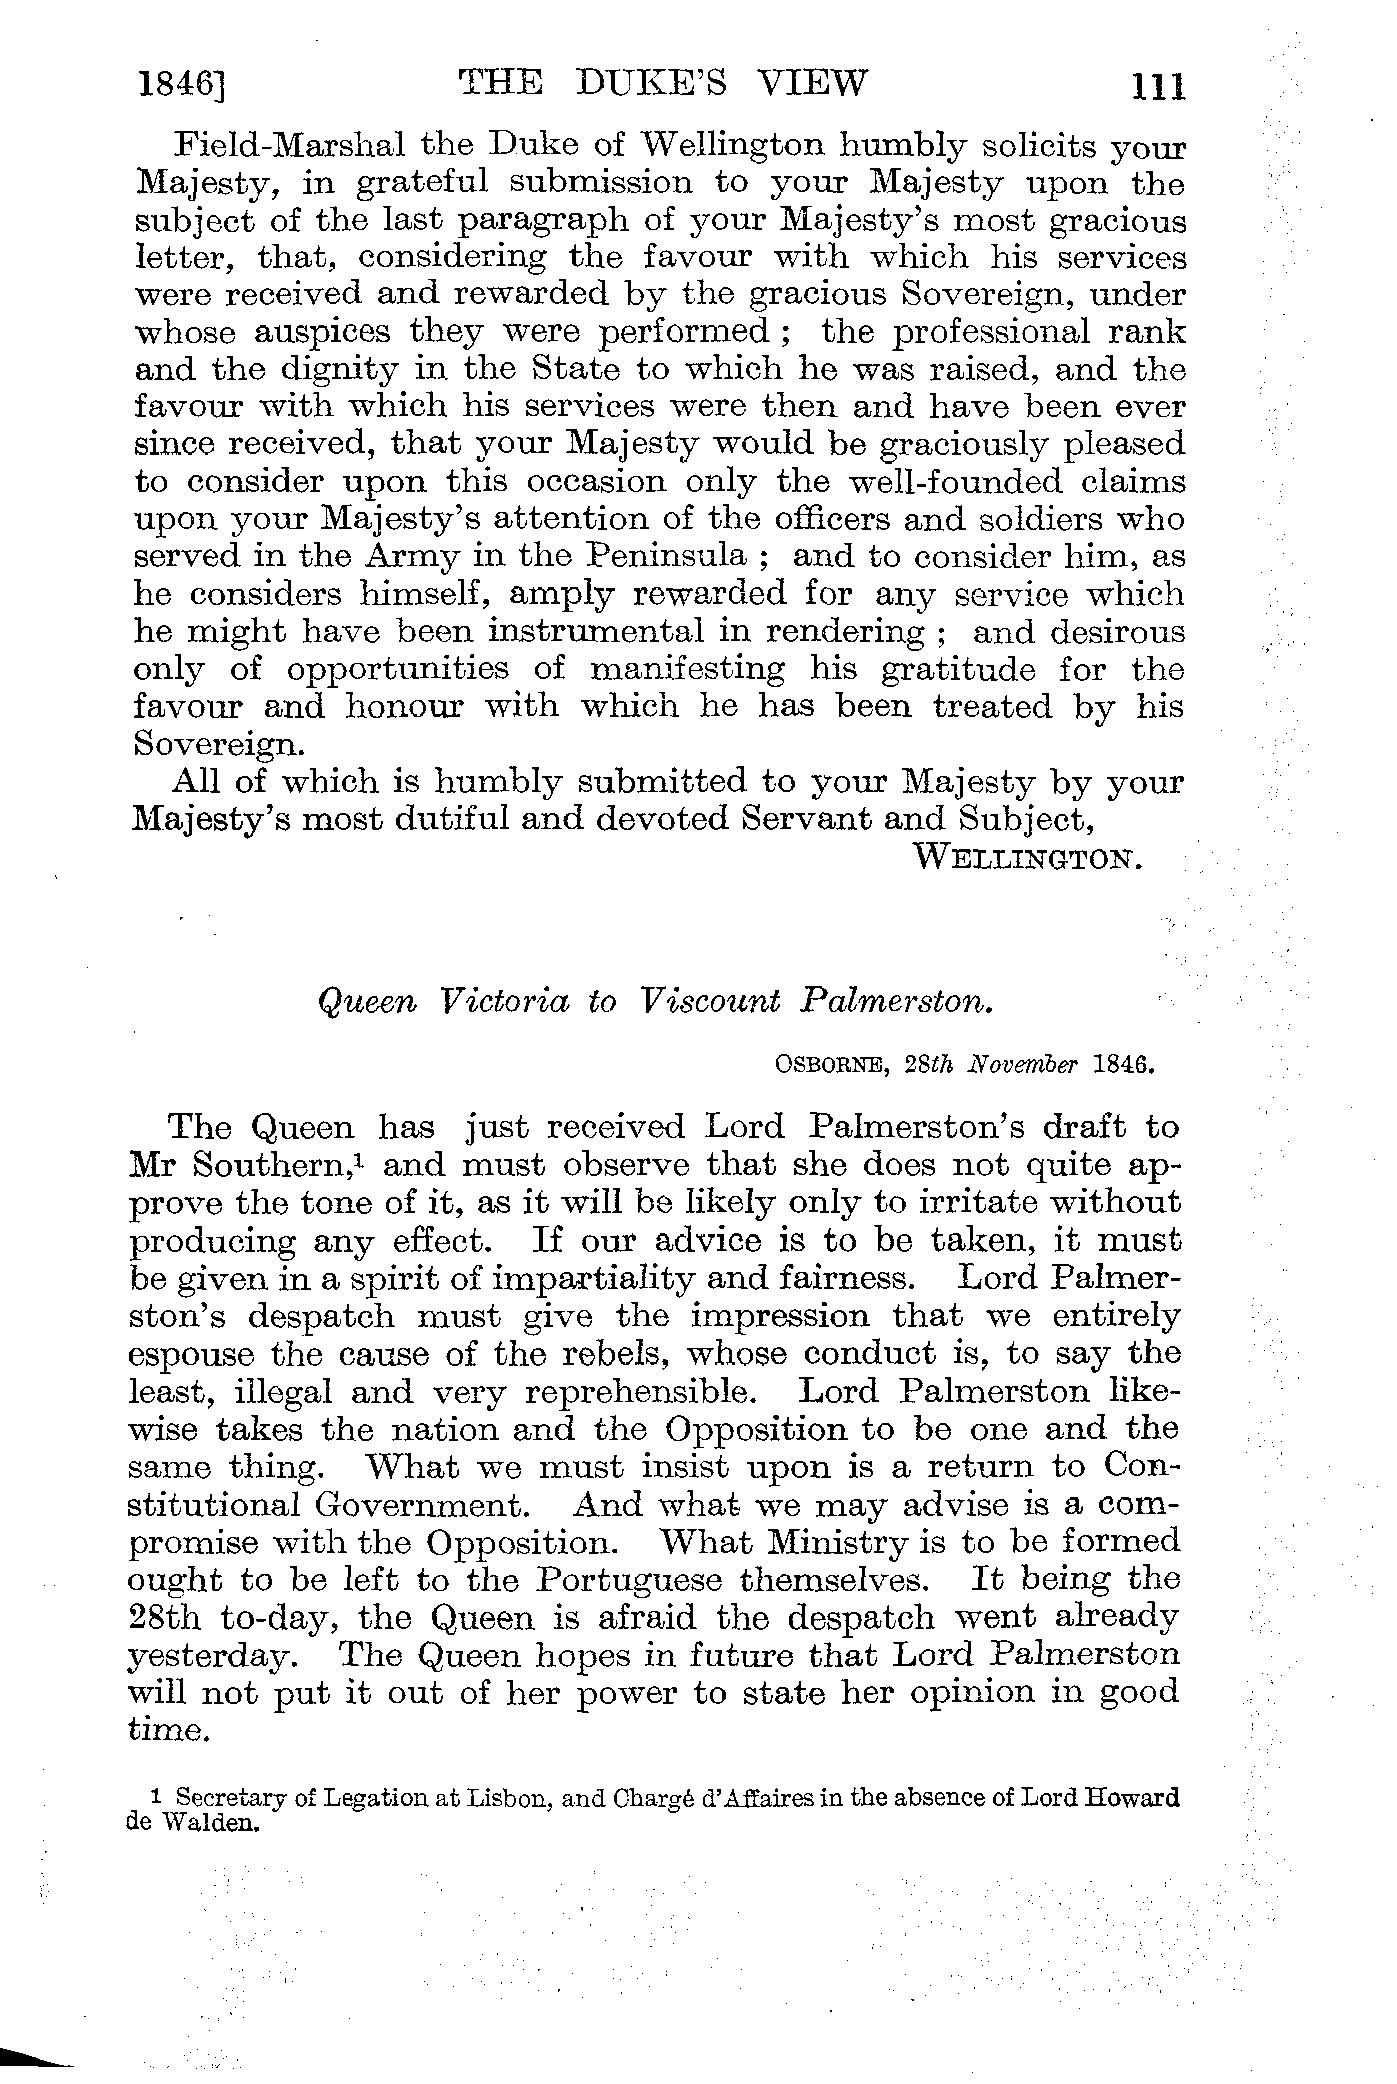 1846] THE DUKE'S VIEW 111
Field-Marshal the Duke of Wellington humbly solicits your
Majesty, in grateful submission to your Majesty upon the
subject of the last paragraph of your Majesty's most gracious
letter, that, considering the favour with which his services
were received and rewarded by the gracious Sovereign, under
whose auspices they were performed ; the professional rank
and the dignity in the State to which he was raised, and the
favour with which his services were then and have been ever
since received, that your Majesty would be graciously pleased
to consider upon this occasion only the well-founded claims
upon your Majesty's attention of the officers and soldiers who
served in the Army in the Peninsula ; and to consider him, as
he considers himself, amply rewarded for any service which
he might have been instrumental in rendering ; and desirous
only of opportunities of manifesting his gratitude for the
favour and honour with which he has been treated by his
Sovereign.
All of which is humbly submitted to your Majesty by your
Majesty's most dutiful and devoted Servant and Subject,
WELLINGTON.
Queen Victoria to Viscount Palmerston.
OSBORNE, 28th November 1846.
The Queen has just received Lord Palmerston's draft to
Mr Southern,¹ and must observe that she does not quite ap-
prove the tone of it, as it will be likely only to irritate without
producing any effect. If our advice is to be taken, it must
be given in a spirit of impartiality and fairness. Lord Palmer-
ston's despatch must give the impression that we entirely
espouse the cause of the rebels, whose conduct is, to say the
least, illegal and very reprehensible. Lord Palmerston like-
wise takes the nation and the Opposition to be one and the
same thing. What we must insist upon is a return to Con-
stitutional Government. And what we may advise is a com-
promise with the Opposition. What Ministry is to be formed
ought to be left to the Portuguese themselves. It being the
28th to-day, the Queen is afraid the despatch went already
yesterday. The Queen hopes in future that Lord Palmerston
will not put it out of her power to state her opinion in good
time.
1 Secretary of Legation at Lisbon, and Chargé d'Affaires in the absence of Lord Howard
de Walden.